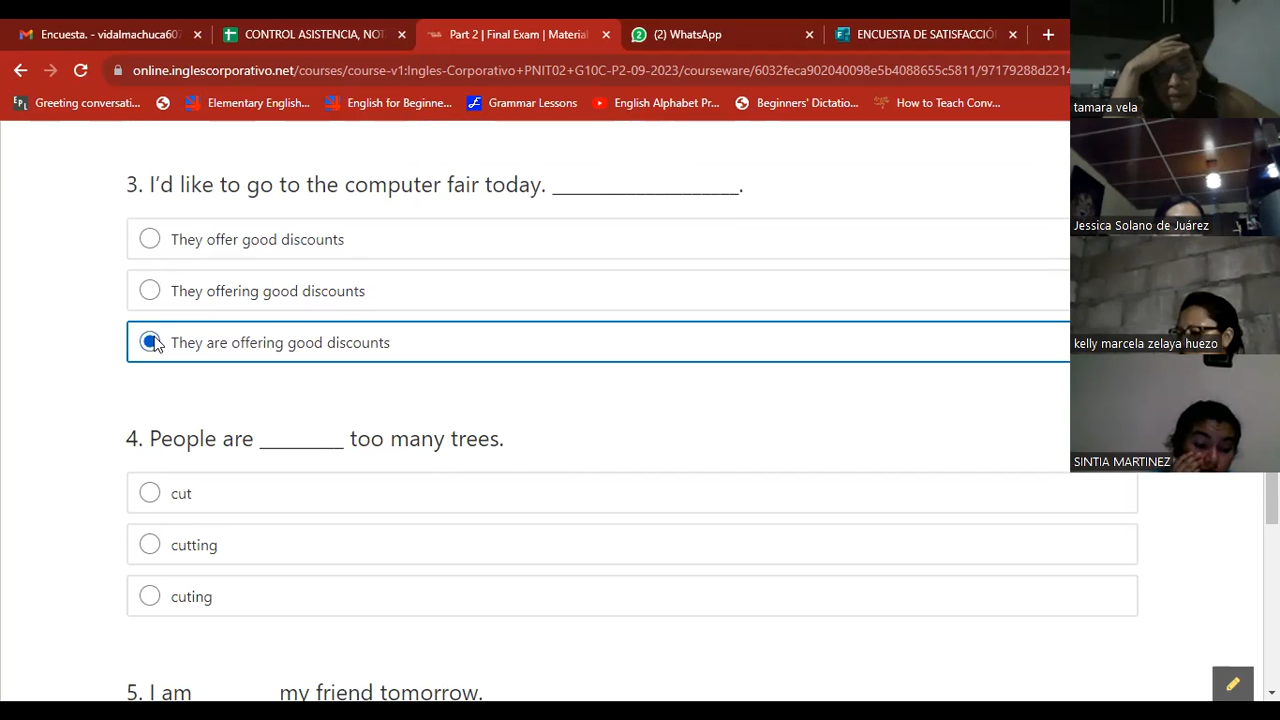 Encuesta. - vidalmachuca607
CONTROL ASISTENCIA, NOT
Part 2 | Final Exam | Material
(2) WhatsApp
ENCUESTA DE SATISFACCIÓ
online.inglescorporativo.net/courses/course-v1:Ingles-Corporativo+PNIT02+G10C-P2-09-2023/courseware/6032feca902040098e5b4088655c5811/97179288d2214
Greeting conversati...
Elementary English...
English for Beginne...
Grammar Lessons
English Alphabet Pr...
Beginners' Dictatio...
How to Teach Conv...
tamara vela
Jessica Solano de Juárez
kelly marcela zelaya huezo
SINTIA MARTINEZ
3. I'd like to go to the computer fair today. ___________________.
They offer good discounts
They offering good discounts
They are offering good discounts
4. People are ________ too many trees.
cut
cutting
cuting
5. I am ________ my friend tomorrow.